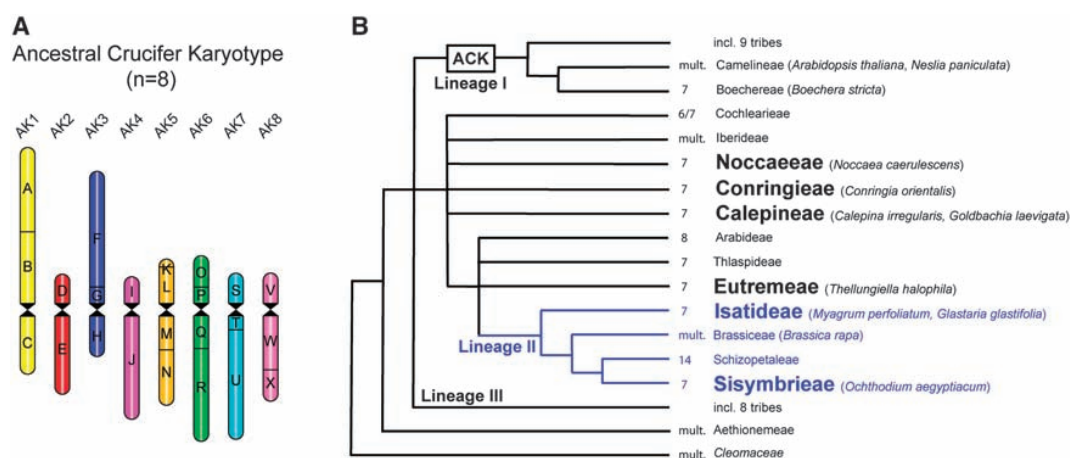 A
Ancestral Crucifer Karyotype
(n=8)
AK1 AK2 AK3 AK4 AK5 AK6 AK7 AK8
A
B
C
D
E
F
G
H
I
J
K
L
M
N
O
P
Q
R
S
T
U
V
W
X
B
ACK
Lineage I
Lineage II
Lineage III
incl. 9 tribes
mult. Camelineae (Arabidopsis thaliana, Neslia paniculata)
7 Boechereae (Boechera stricta)
6/7 Cochlearieae
mult. Iberideae
7 Noccaeeae (Noccaea caerulescens)
7 Conringieae (Conringia orientalis)
7 Calepineae (Calepina irregularis, Goldbachia laevigata)
8 Arabideae
7 Thlaspideae
7 Eutremeae (Thellungiella halophila)
7 Isatideae (Myagrum perfoliatum, Glastaria glastifolia)
mult. Brassiceae (Brassica rapa)
14 Schizopetaleae
7 Sisymbrieae (Ochthodium aegyptiacum)
incl. 8 tribes
mult. Aethionemeae
mult. Cleomaceae